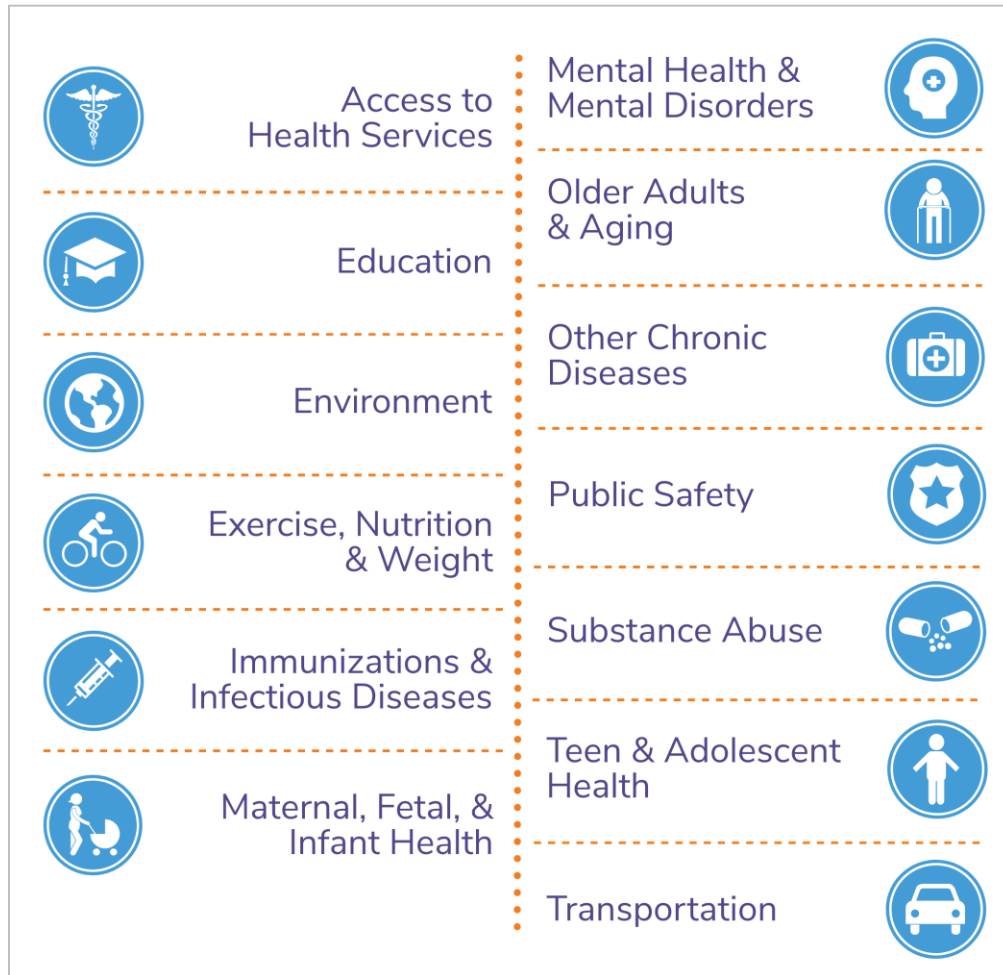 Access to
Health Services
Education
Environment
Exercise, Nutrition
& Weight
Immunizations &
Infectious Diseases
Maternal, Fetal, &
Infant Health
Mental Health &
Mental Disorders
Older Adults
& Aging
Other Chronic
Diseases
Public Safety
Substance Abuse
Teen & Adolescent
Health
Transportation